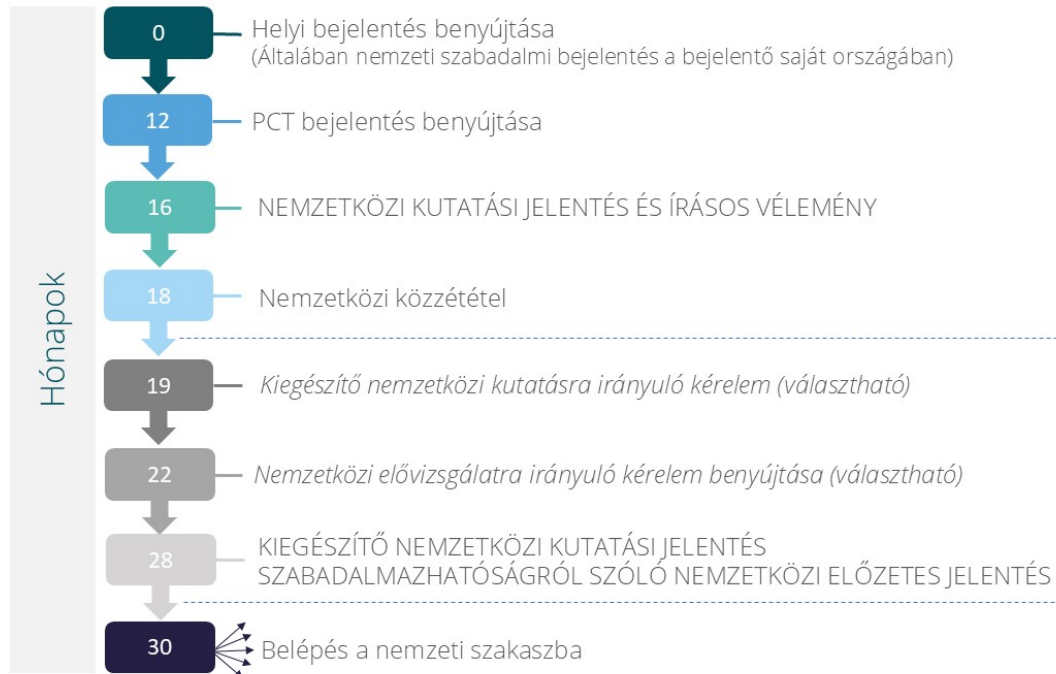 Hónapok
0
Helyi bejelentés benyújtása
(Általában nemzeti szabadalmi bejelentés a bejelentő saját országában)
12
PCT bejelentés benyújtása
16
NEMZETKÖZI KUTATÁSI JELENTÉS ÉS ÍRÁSOS VÉLEMÉNY
18
Nemzetközi közzététel
19
Kiegészítő nemzetközi kutatásra irányuló kérelem (választható)
22
Nemzetközi elővizsgálatra irányuló kérelem benyújtása (választható)
28
KIEGÉSZÍTŐ NEMZETKÖZI KUTATÁSI JELENTÉS
SZABADALMAZHATÓSÁGRÓL SZÓLÓ NEMZETKÖZI ELŐZETES JELENTÉS
30
Belépés a nemzeti szakaszba